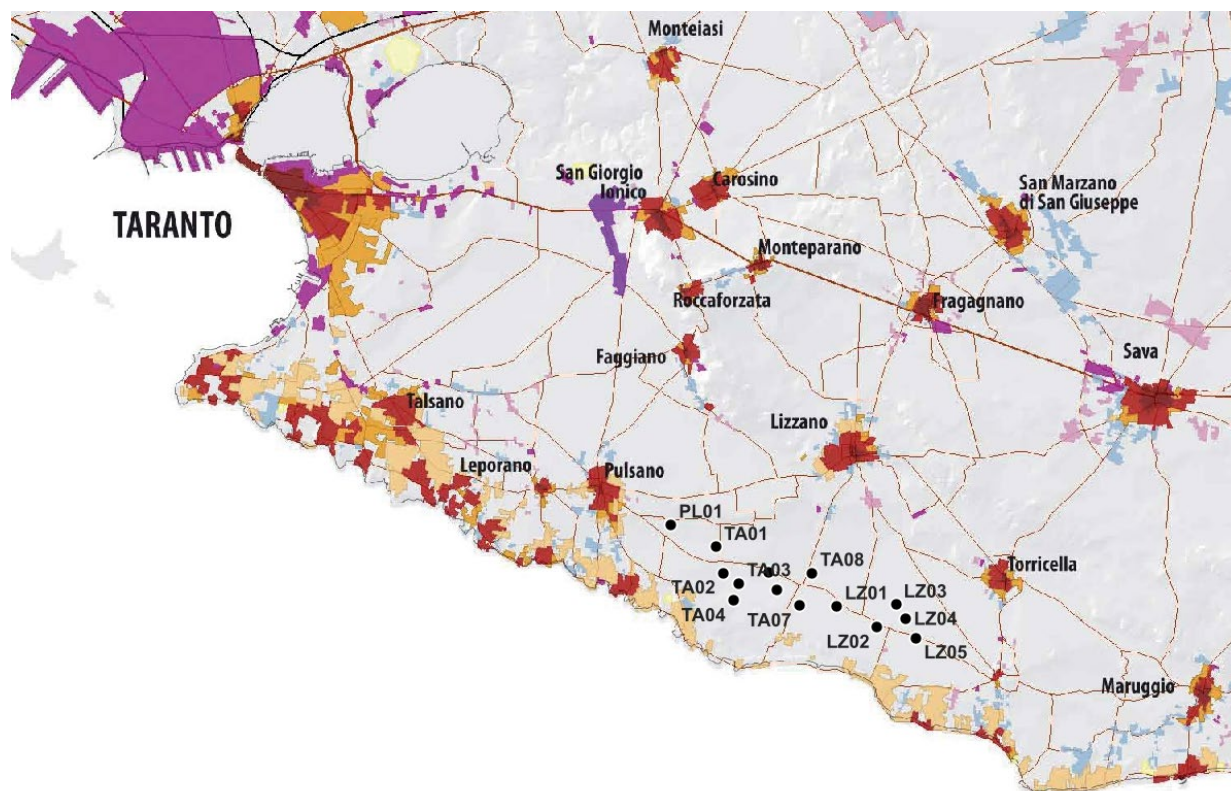 Monteiasi
San Giorgio
Ionico
Carosino
San Marzano
di San Giuseppe
TARANTO
Monteparano
Roccaforzata
Fragagnano
Faggiano
Sava
Talsano
Lizzano
Leporano
Pulsano
PL01
TA01
TA02
TA03
TA08
Torricella
TA04
TA07
LZ01
LZ03
LZ04
LZ02
LZ05
Maruggio